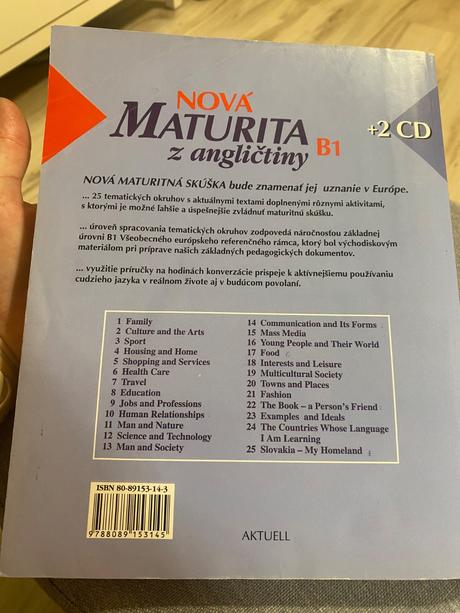 NOVÁ
MATURITA
z angličtiny B1
+2 CD
NOVÁ MATURITNÁ SKÚŠKA bude znamenať jej uznanie v Európe.
... 25 tematických okruhov s aktuálnymi textami doplnenými rôznymi aktivitami,
s ktorými je možné ľahšie a úspešnejšie zvládnuť maturitnú skúšku.
... úroveň spracovania tematických okruhov zodpovedá náročnosťou základnej
úrovni B1 Všeobecného európskeho referenčného rámca, ktorý bol východiskovým
materiálom pri príprave našich základných pedagogických dokumentov.
... využitie príručky na hodinách konverzácie prispeje k aktívnejšiemu používaniu
cudzieho jazyka v reálnom živote aj v budúcom povolaní.
1 Family
2 Culture and the Arts
3 Sport
4 Housing and Home
5 Shopping and Services
6 Health Care
7 Travel
8 Education
9 Jobs and Professions
10 Human Relationships
11 Man and Nature
12 Science and Technology
13 Man and Society
14 Communication and Its Forms
15 Mass Media
16 Young People and Their World
17 Food
18 Interests and Leisure
19 Multicultural Society
20 Towns and Places
21 Fashion
22 The Book – a Person's Friend
23 Examples and Ideals
24 The Countries Whose Language
I Am Learning
25 Slovakia – My Homeland
ISBN 80-89153-14-3
9788089153145
AKTUELL